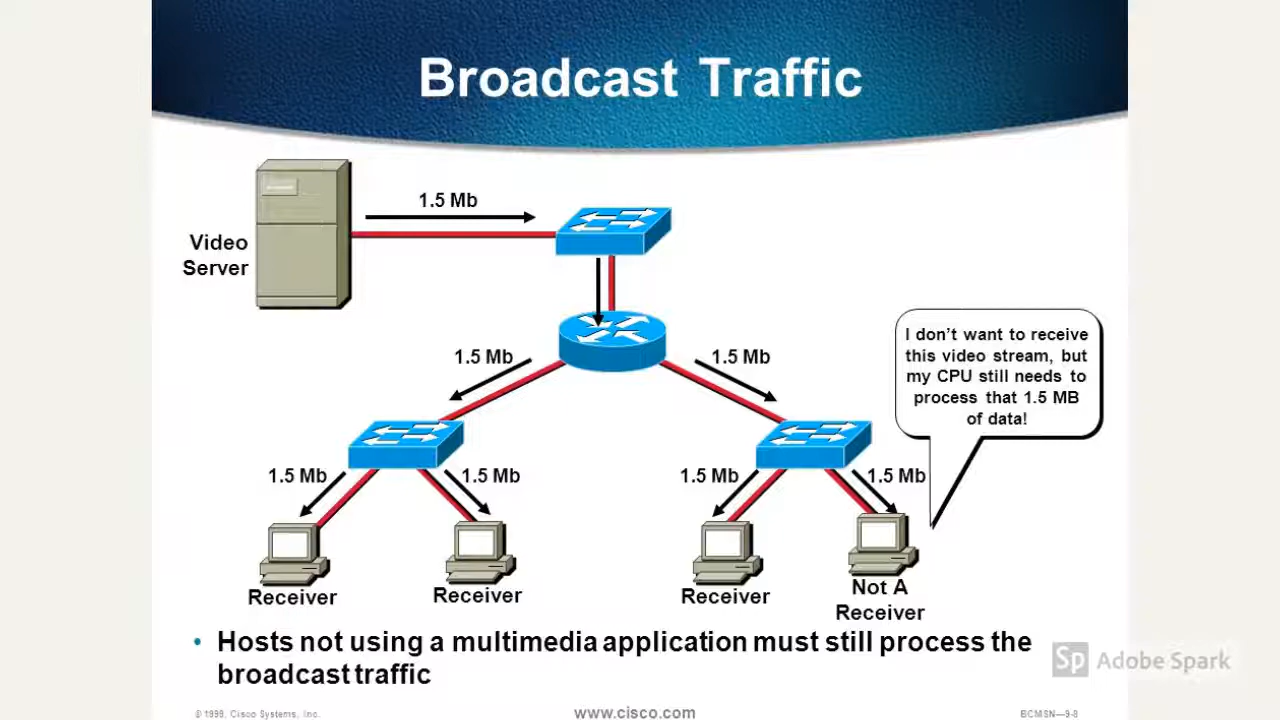 Broadcast Traffic
1.5 Mb
Video
Server
I don't want to receive
this video stream, but
my CPU still needs to
process that 1.5 MB
of data!
1.5 Mb
1.5 Mb
1.5 Mb
1.5 Mb
1.5 Mb
1.5 Mb
Receiver
Receiver
Receiver
Not A
Receiver
• Hosts not using a multimedia application must still process the
broadcast traffic
Sp Adobe Spark
© 1999, Cisco Systems, Inc.
www.cisco.com
BCMSN—9-8